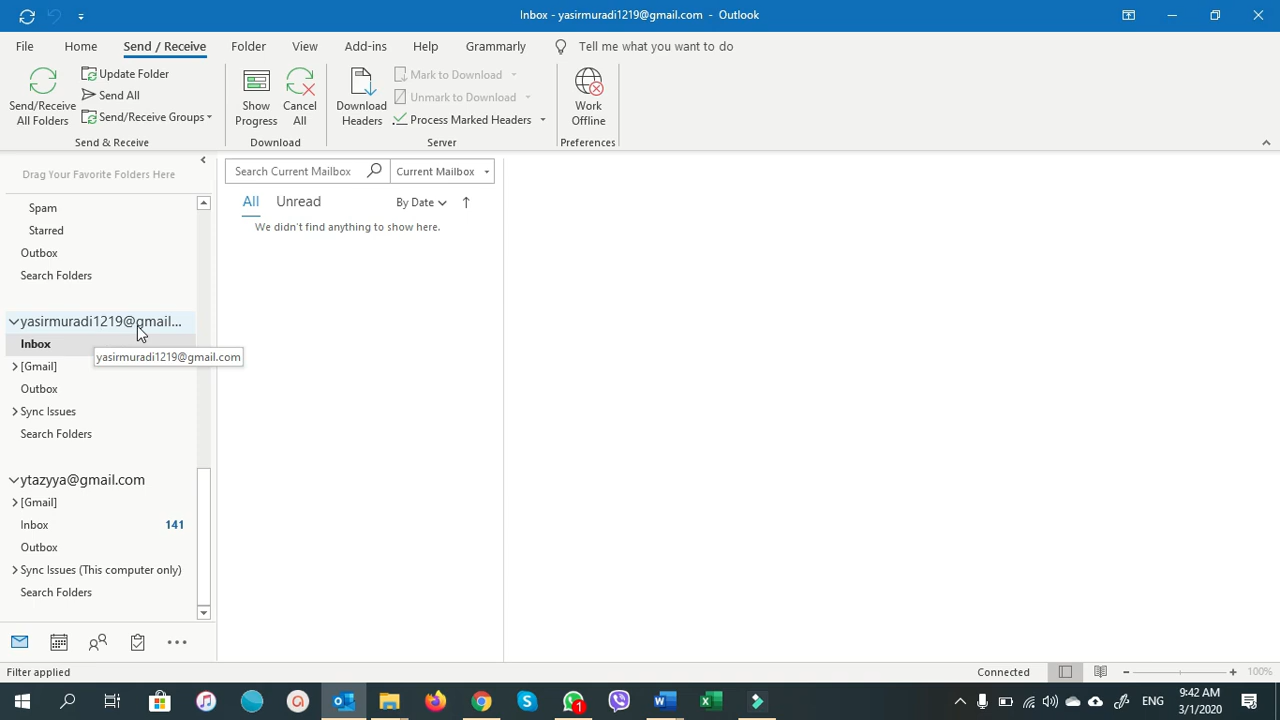 Inbox - yasirmuradi1219@gmail.com - Outlook
File Home Send / Receive Folder View Add-ins Help Grammarly Tell me what you want to do
Send/Receive All Folders
Update Folder
Send All
Send/Receive Groups
Send & Receive
Show Progress
Cancel All
Download
Download Headers
Mark to Download
Unmark to Download
Process Marked Headers
Server
Work Offline
Preferences
Drag Your Favorite Folders Here
Spam
Starred
Outbox
Search Folders
yasirmuradi1219@gmail...
Inbox
yasirmuradi1219@gmail.com
[Gmail]
Outbox
Sync Issues
Search Folders
ytazyya@gmail.com
[Gmail]
Inbox 141
Outbox
Sync Issues (This computer only)
Search Folders
Search Current Mailbox Current Mailbox
All Unread By Date
We didn't find anything to show here.
Filter applied Connected 100%
1
ENG
9:42 AM
3/1/2020